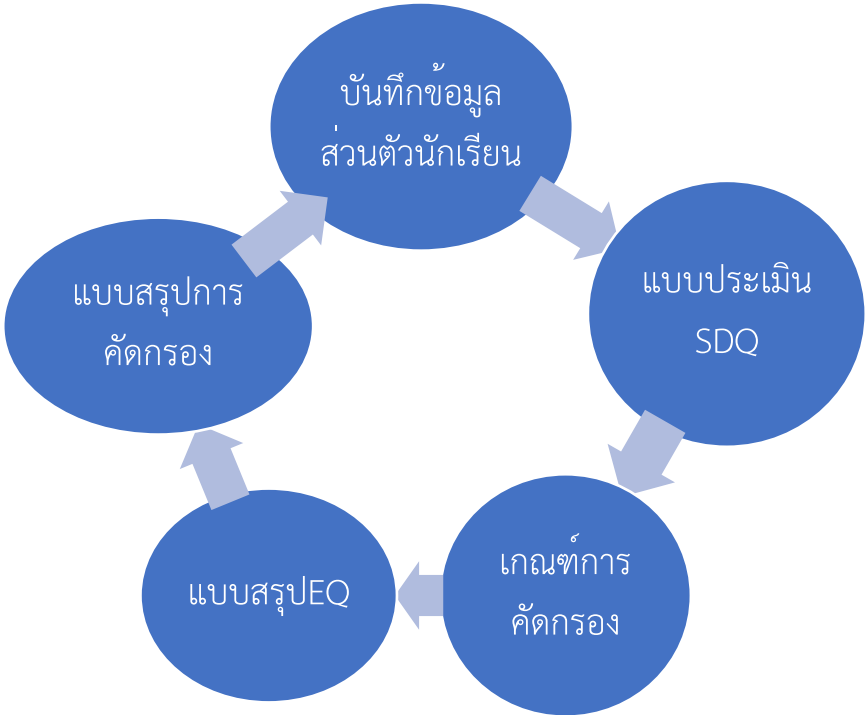 บันทึกข้อมูล
ส่วนตัวนักเรียน
แบบประเมิน
SDQ
เกณฑ์การ
คัดกรอง
แบบสรุปEQ
แบบสรุปการ
คัดกรอง